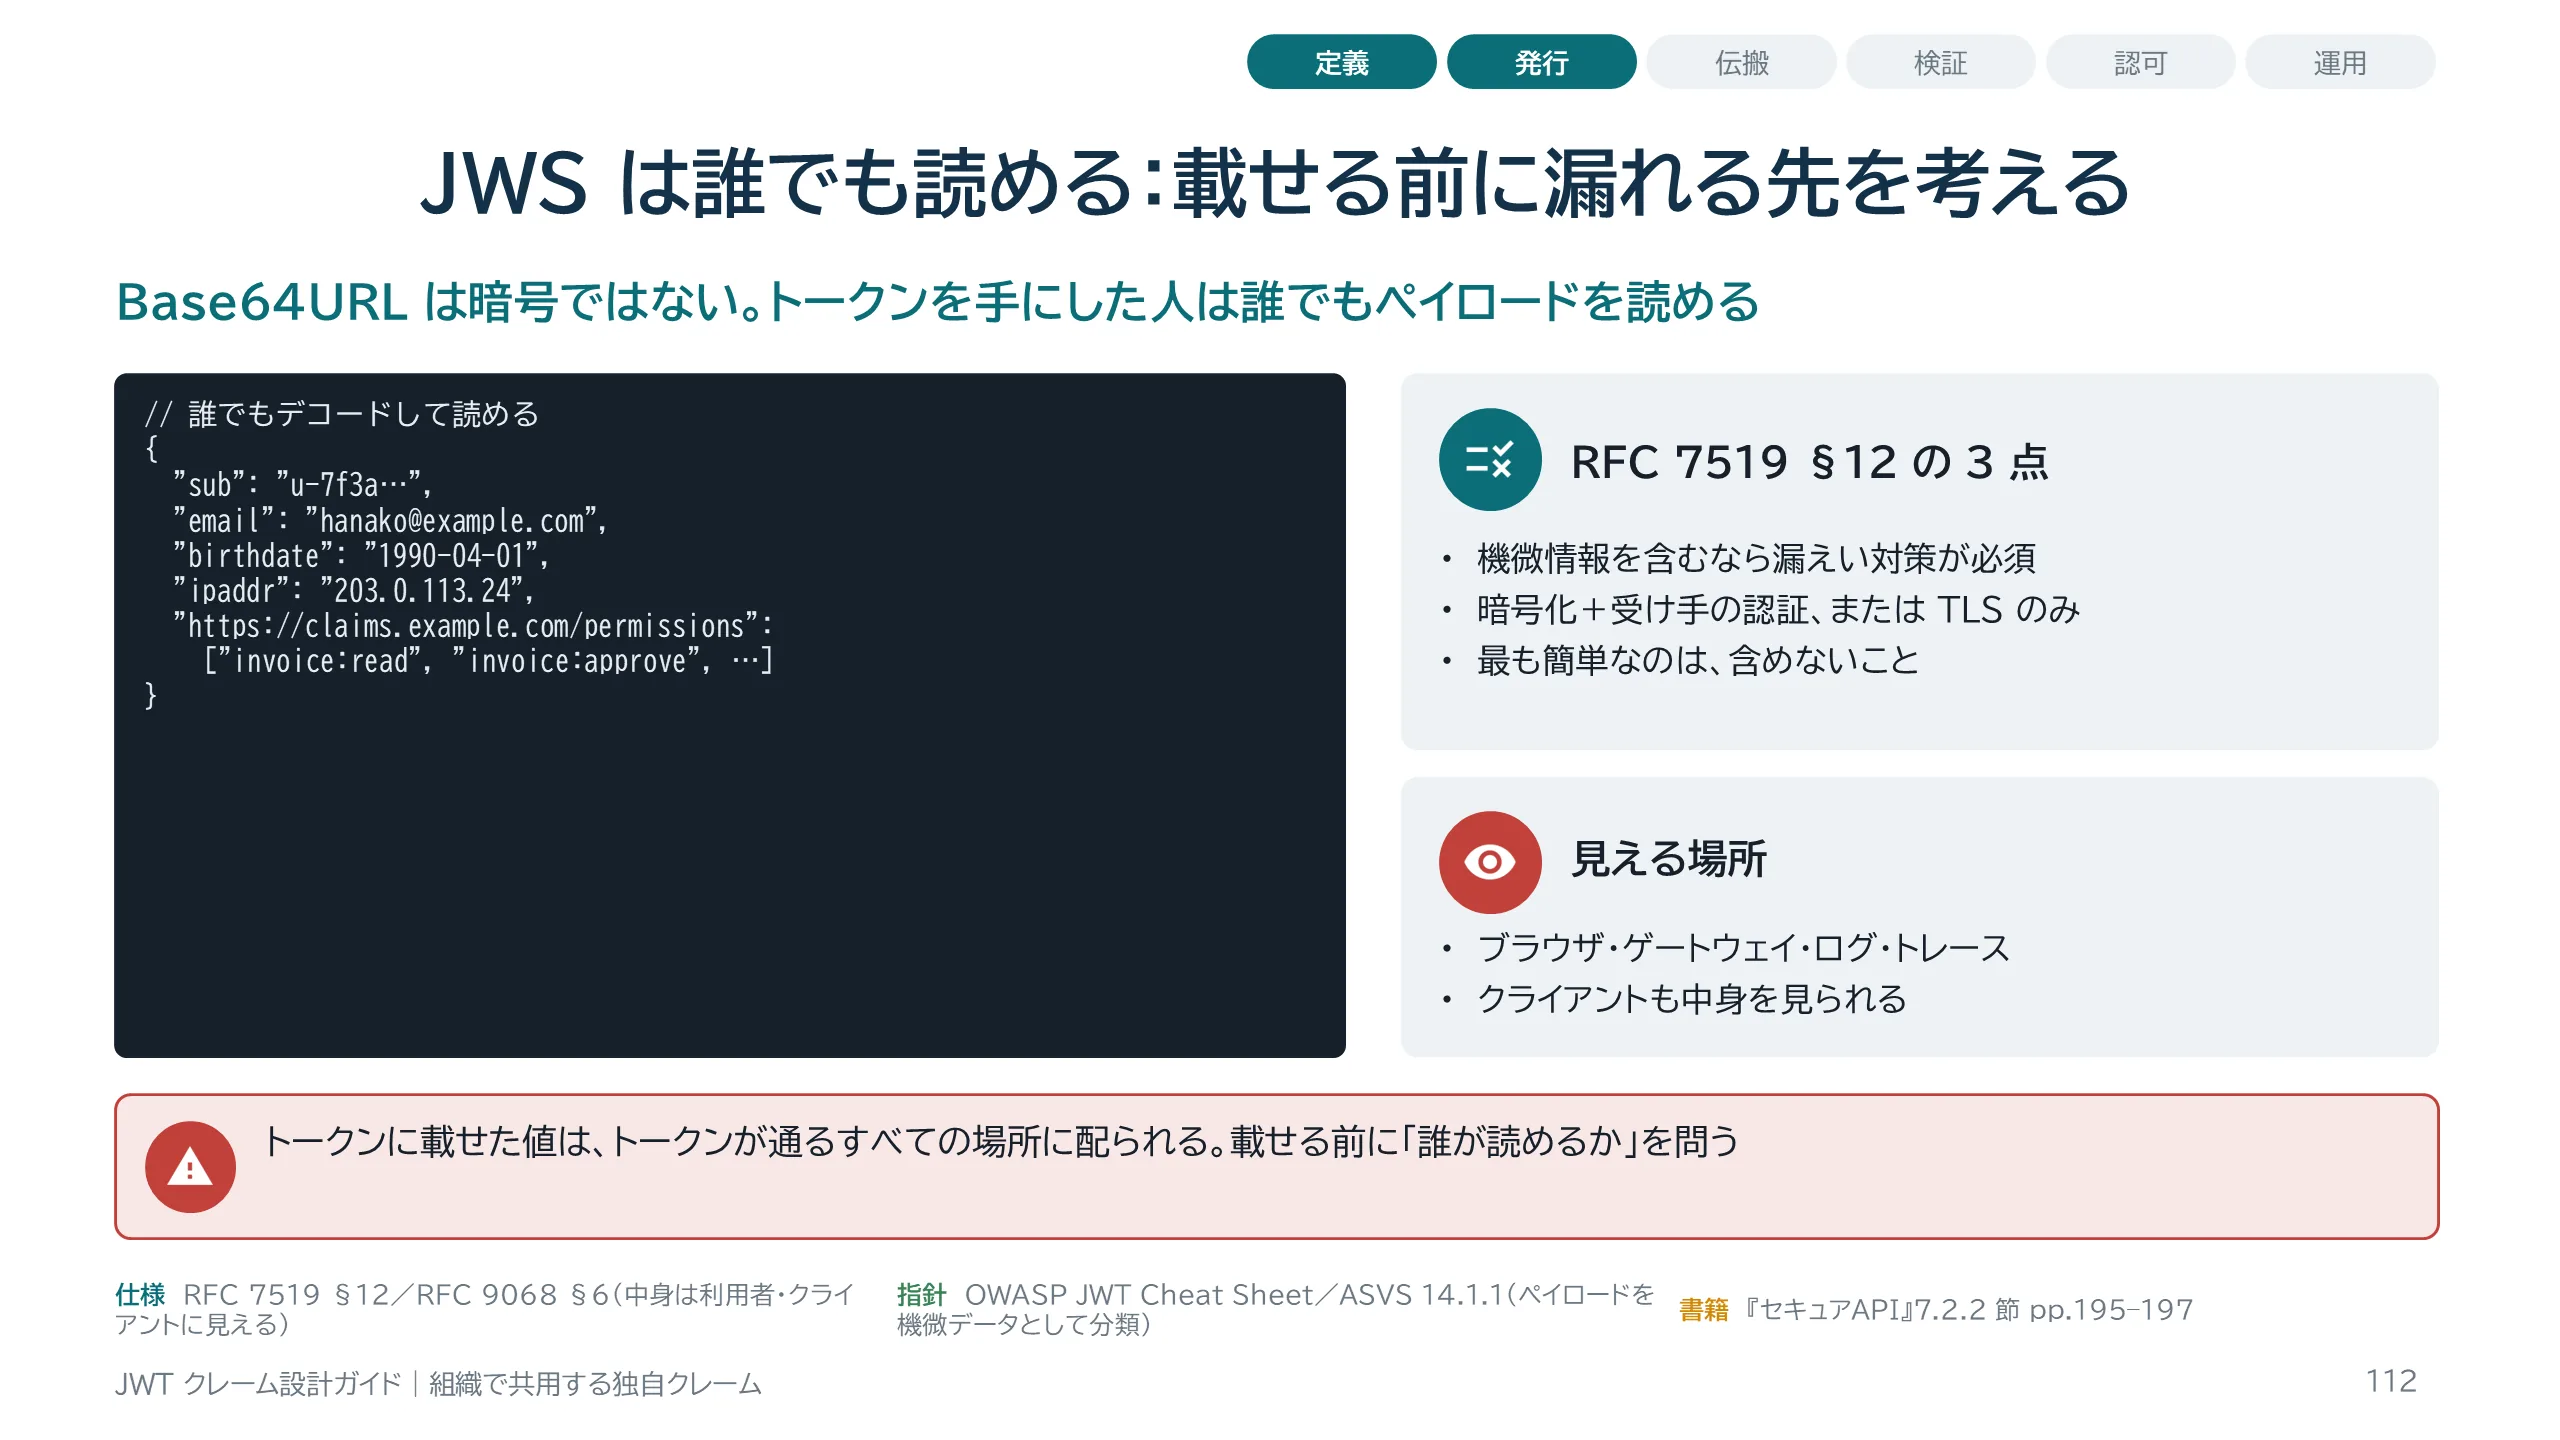 定義 発行 伝搬 検証 認可 運用
JWS は誰でも読める：載せる前に漏れる先を考える
Base64URL は暗号ではない。トークンを手にした人は誰でもペイロードを読める
// 誰でもデコードして読める
{
  "sub": "u-7f3a…",
  "email": "hanako@example.com",
  "birthdate": "1990-04-01",
  "ipaddr": "203.0.113.24",
  "https://claims.example.com/permissions":
    ["invoice:read", "invoice:approve", …]
}
RFC 7519 §12 の 3 点
• 機微情報を含むなら漏えい対策が必須
• 暗号化＋受け手の認証、または TLS のみ
• 最も簡単なのは、含めないこと
見える場所
• ブラウザ・ゲートウェイ・ログ・トレース
• クライアントも中身を見られる
トークンに載せた値は、トークンが通るすべての場所に配られる。載せる前に「誰が読めるか」を問う
仕様 RFC 7519 §12／RFC 9068 §6（中身は利用者・クライ
アントに見える）
指針 OWASP JWT Cheat Sheet／ASVS 14.1.1（ペイロードを
機微データとして分類）
書籍 『セキュアAPI』7.2.2 節 pp.195–197
JWT クレーム設計ガイド｜組織で共用する独自クレーム
112